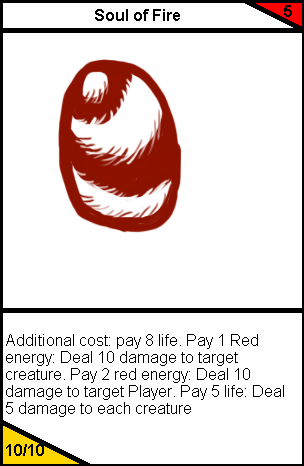 Soul of Fire
5
Additional cost: pay 8 life. Pay 1 Red
energy: Deal 10 damage to target
creature. Pay 2 red energy: Deal 10
damage to target Player. Pay 5 life: Deal
5 damage to each creature
10/10